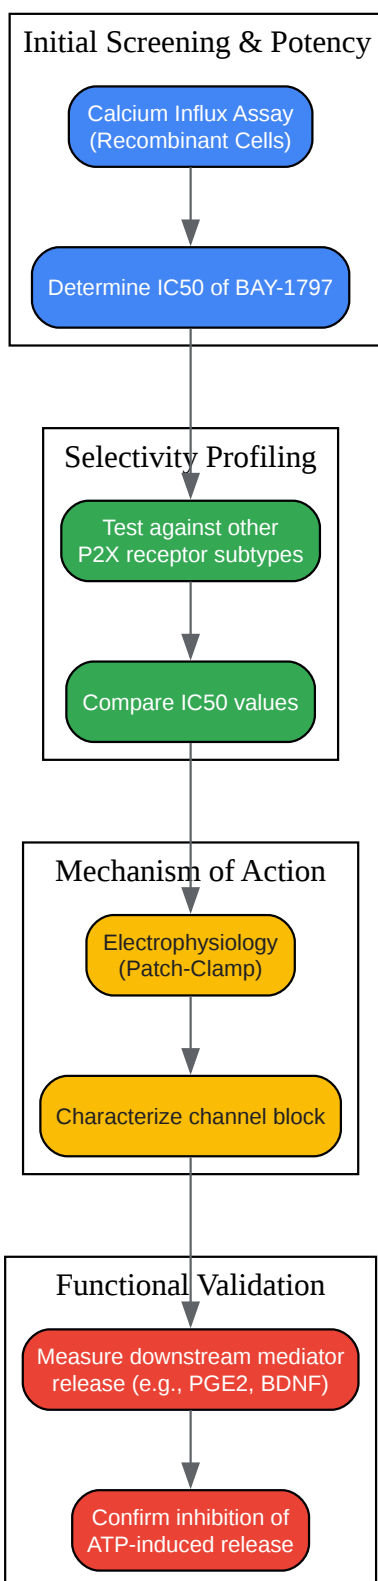 Initial Screening & Potency
Calcium Influx Assay
(Recombinant Cells)
Determine IC50 of BAY-1797
Selectivity Profiling
Test against other
P2X receptor subtypes
Compare IC50 values
Mechanism of Action
Electrophysiology
(Patch-Clamp)
Characterize channel block
Functional Validation
Measure downstream mediator
release (e.g., PGE2, BDNF)
Confirm inhibition of
ATP-induced release